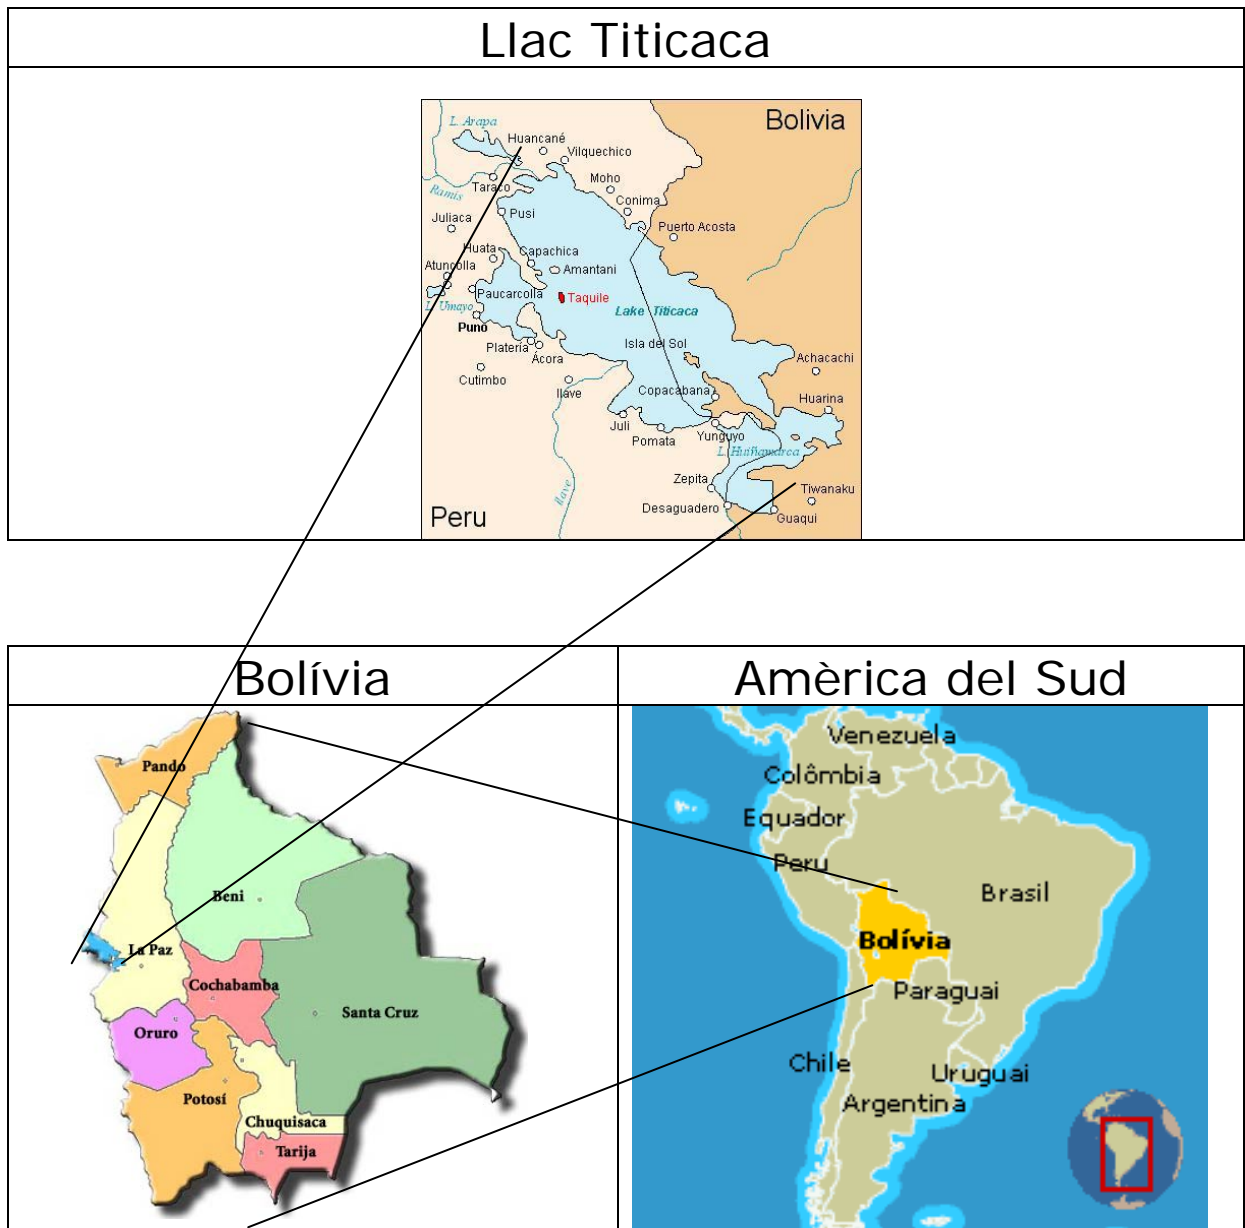 Llac Titicaca
Bolivia
L. Arapa
Huancané
Vilquechico
Ramis
Taraco
Moho
Conima
Juliaca
Pusi
Puerto Acosta
Huata
Capachica
Atuncolla
Amantani
Paucarcolla
Taquile
L. Umayo
Lake Titicaca
Puno
Plateria
Isla del Sol
Ácora
Achacachi
Cutimbo
Ilave
Copacabana
Huarina
Juli
Pomata
Yunguyo
L. Huiñamarca
Zepita
Tiwanaku
Ilave
Desaguadero
Guaqui
Peru
Bolívia
Pando
Beni
La Paz
Cochabamba
Santa Cruz
Oruro
Potosí
Chuquisaca
Tarija
Amèrica del Sud
Venezuela
Colômbia
Equador
Peru
Brasil
Bolívia
Paraguai
Chile
Uruguai
Argentina